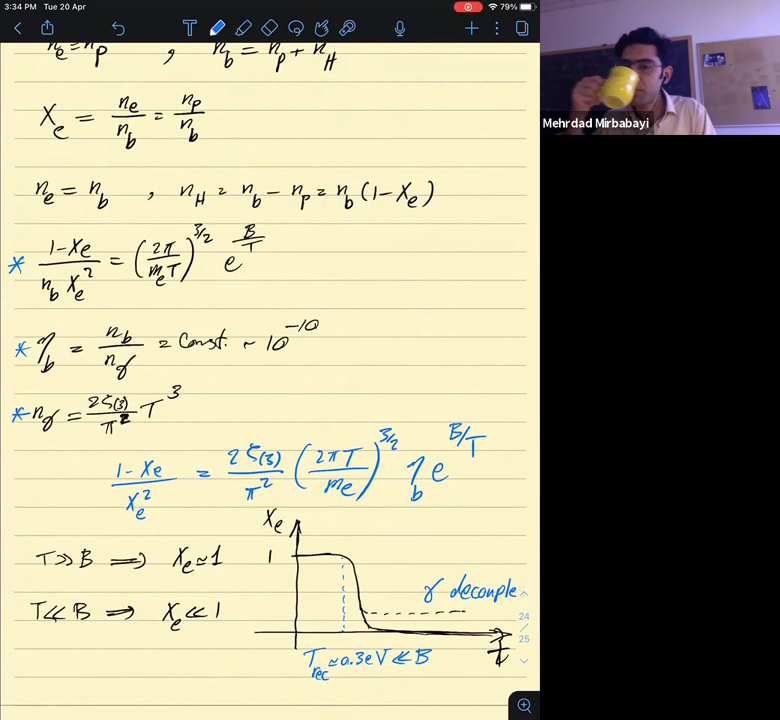 3:34 PM Tue 20 Apr
79%
n_e = n_p , n_b = n_p + n_H
X_e = n_e/n_b = n_p/n_b
n_e = n_b , n_H = n_b - n_p = n_b (1-X_e)
* (1-X_e)/(n_b X_e^2) = (2π/(m_e T))^{3/2} e^{B/T}
* η_b = n_b/n_γ = Const. ~ 10^{-10}
* n_γ = (2ζ(3)/π^2) T^3
(1-X_e)/X_e^2 = (2ζ(3)/π^2) (2πT/m_e)^{3/2} η_b e^{B/T}
X_e
1
T≫B ⟹ X_e ≃ 1
γ decouple
T≪B ⟹ X_e ≪ 1
24
/
25
T_rec ≃ 0.3 eV ≪ B
Mehrdad Mirbabayi